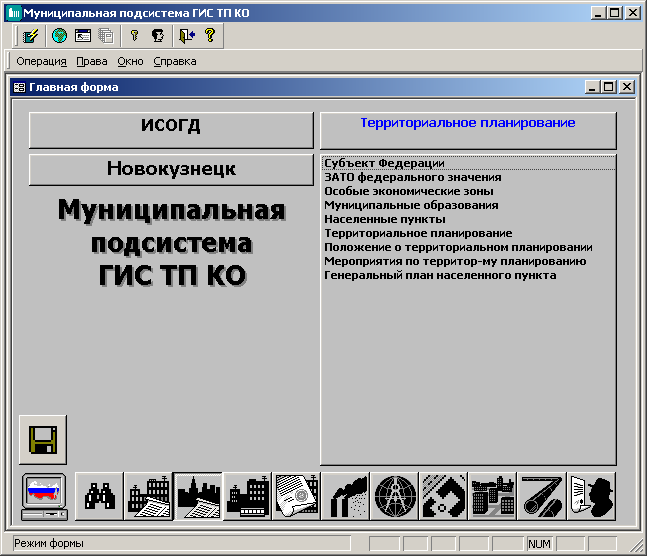 Муниципальная подсистема ГИС ТП КО
Операция Права Окно Справка
Главная форма
ИСОГД
Новокузнецк
Муниципальная
подсистема
ГИС ТП КО
Территориальное планирование
Субъект Федерации
ЗАТО федерального значения
Особые экономические зоны
Муниципальные образования
Населенные пункты
Территориальное планирование
Положение о территориальном планировании
Мероприятия по территор-му планированию
Генеральный план населенного пункта
Режим формы
NUM